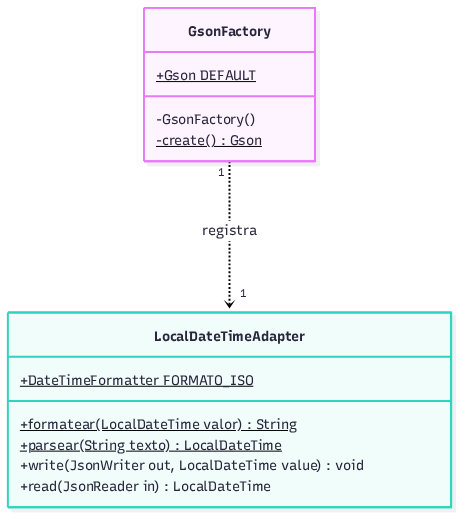 GsonFactory
+Gson DEFAULT
-GsonFactory()
-create() : Gson
1
registra
1
LocalDateTimeAdapter
+DateTimeFormatter FORMATO_ISO
+formatear(LocalDateTime valor) : String
+parsear(String texto) : LocalDateTime
+write(JsonWriter out, LocalDateTime value) : void
+read(JsonReader in) : LocalDateTime